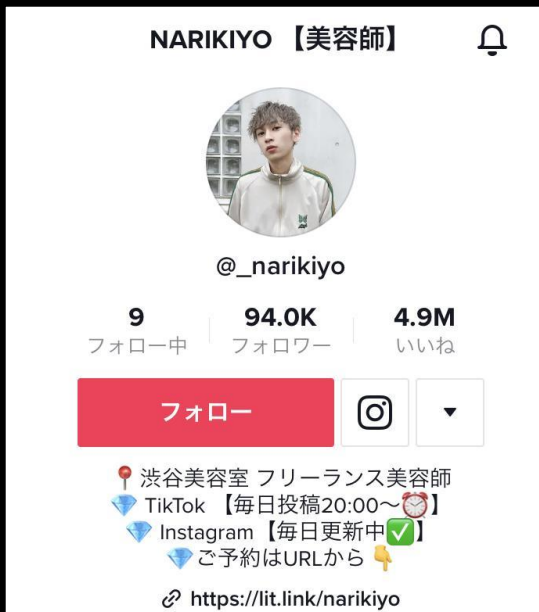 NARIKIYO 【美容師】
@_narikiyo
9 94.0K 4.9M
フォロー中 フォロワー いいね
フォロー
📍渋谷美容室 フリーランス美容師
💎 TikTok 【毎日投稿20:00〜⏰】
💎 Instagram【毎日更新中✅】
💎ご予約はURLから👇
https://lit.link/narikiyo